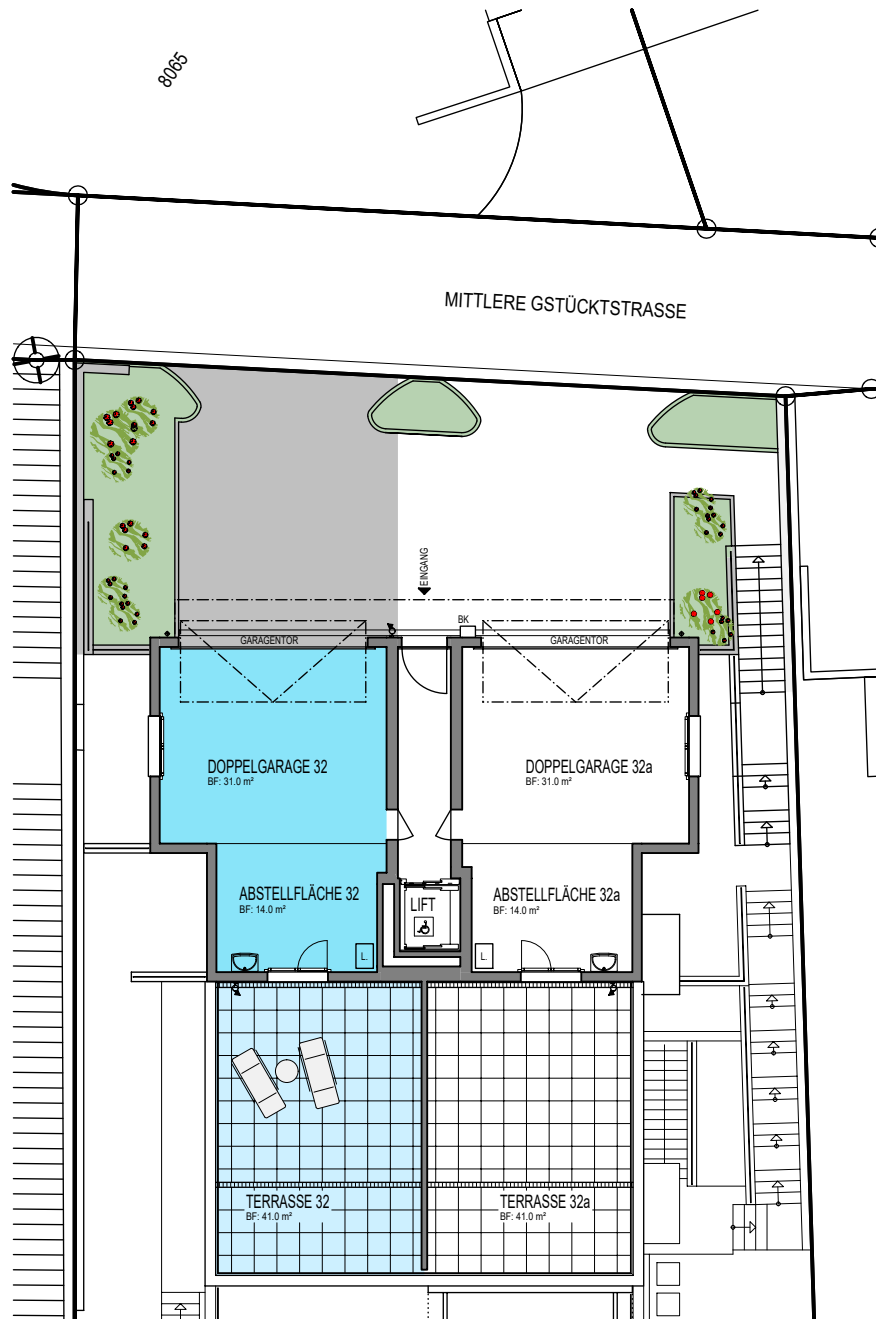 8065
MITTLERE GSTÜCKTSTRASSE
EINGANG
BK
GARAGENTOR
GARAGENTOR
DOPPELGARAGE 32
BF: 31.0 m²
DOPPELGARAGE 32a
BF: 31.0 m²
ABSTELLFLÄCHE 32
BF: 14.0 m²
LIFT
ABSTELLFLÄCHE 32a
BF: 14.0 m²
L.
L.
TERRASSE 32
BF: 41.0 m²
TERRASSE 32a
BF: 41.0 m²